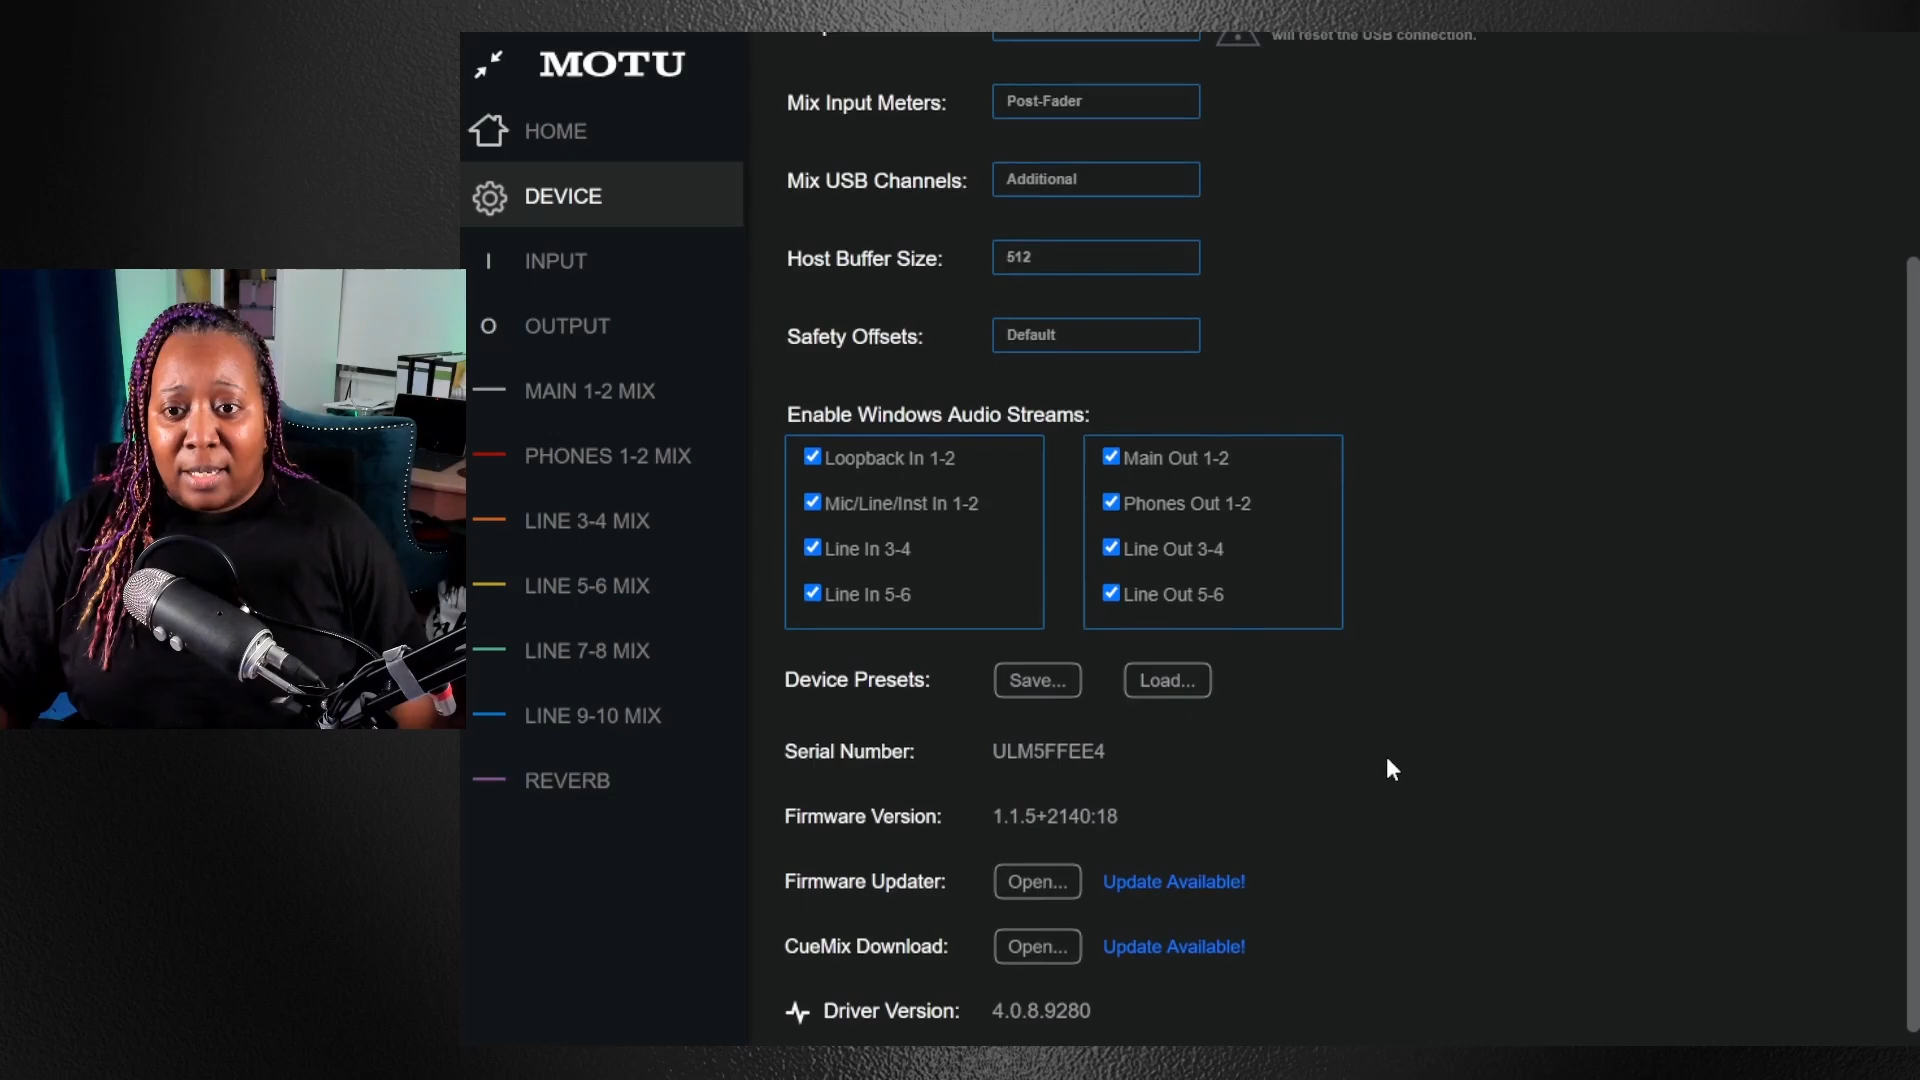 will reset the USB connection.
MOTU
HOME
DEVICE
I INPUT
O OUTPUT
MAIN 1-2 MIX
PHONES 1-2 MIX
LINE 3-4 MIX
LINE 5-6 MIX
LINE 7-8 MIX
LINE 9-10 MIX
REVERB
Mix Input Meters: Post-Fader
Mix USB Channels: Additional
Host Buffer Size: 512
Safety Offsets: Default
Enable Windows Audio Streams:
Loopback In 1-2
Mic/Line/Inst In 1-2
Line In 3-4
Line In 5-6
Main Out 1-2
Phones Out 1-2
Line Out 3-4
Line Out 5-6
Device Presets: Save... Load...
Serial Number: ULM5FFEE4
Firmware Version: 1.1.5+2140:18
Firmware Updater: Open... Update Available!
CueMix Download: Open... Update Available!
Driver Version: 4.0.8.9280